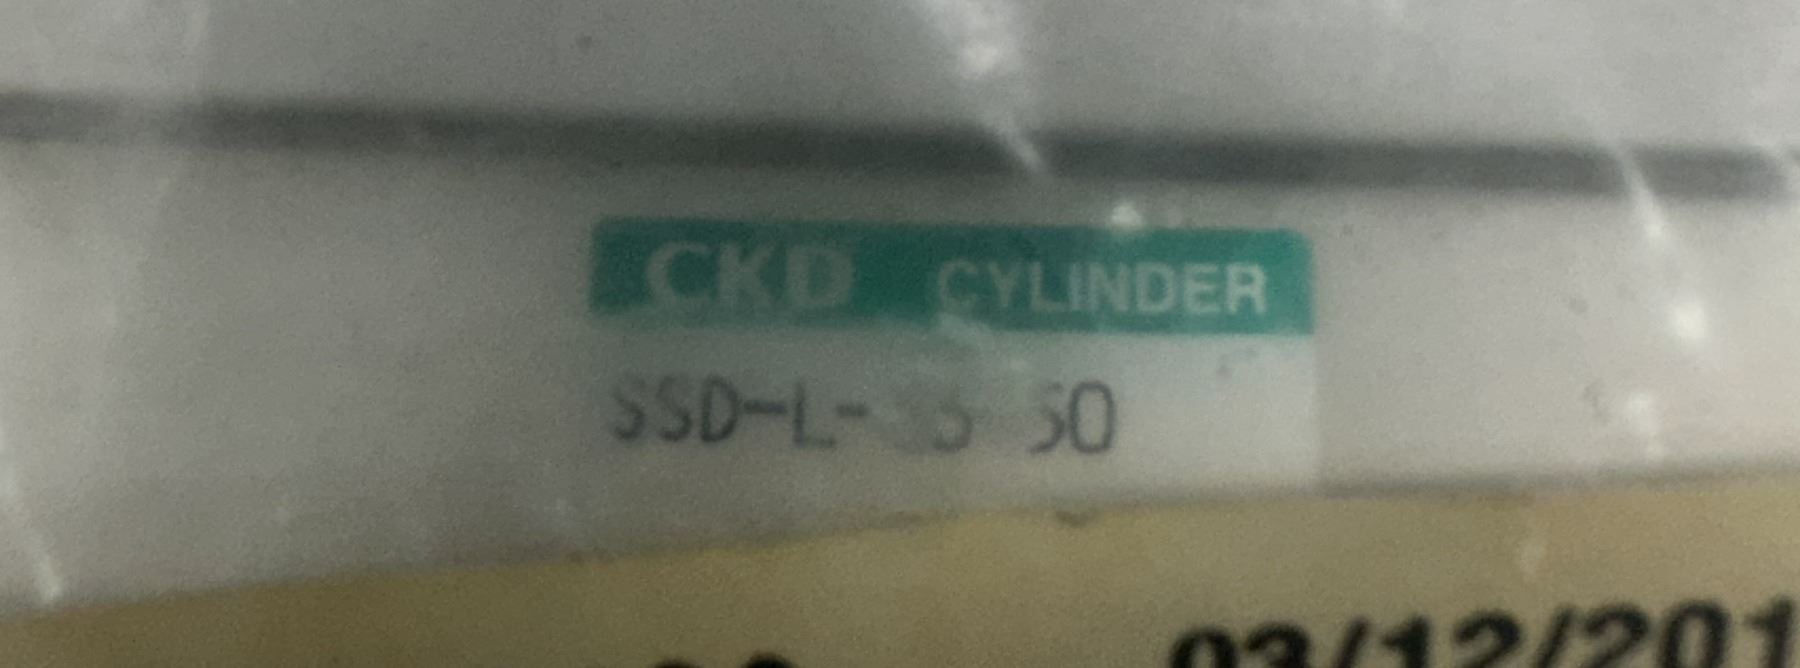 CKD CYLINDER
SSD-L-
03/12/201